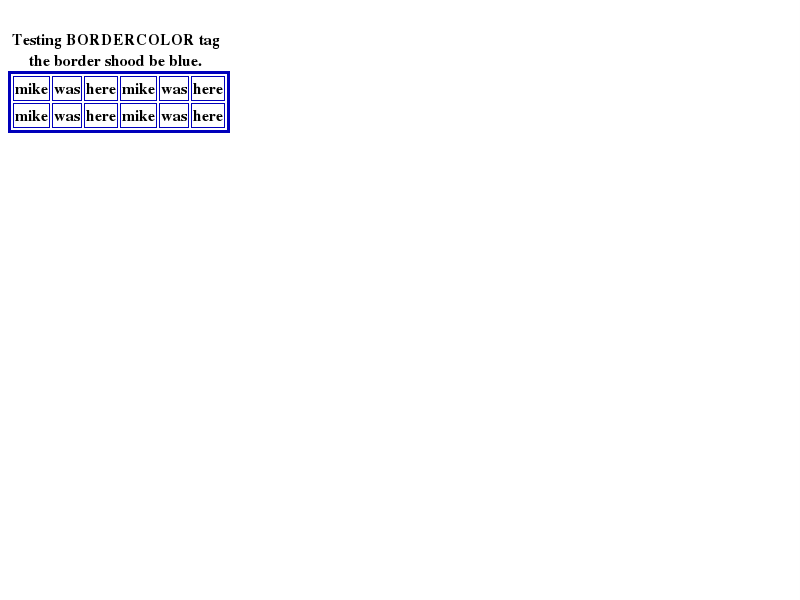 Testing BORDERCOLOR tag
the border shood be blue.
mike was here mike was here
mike was here mike was here